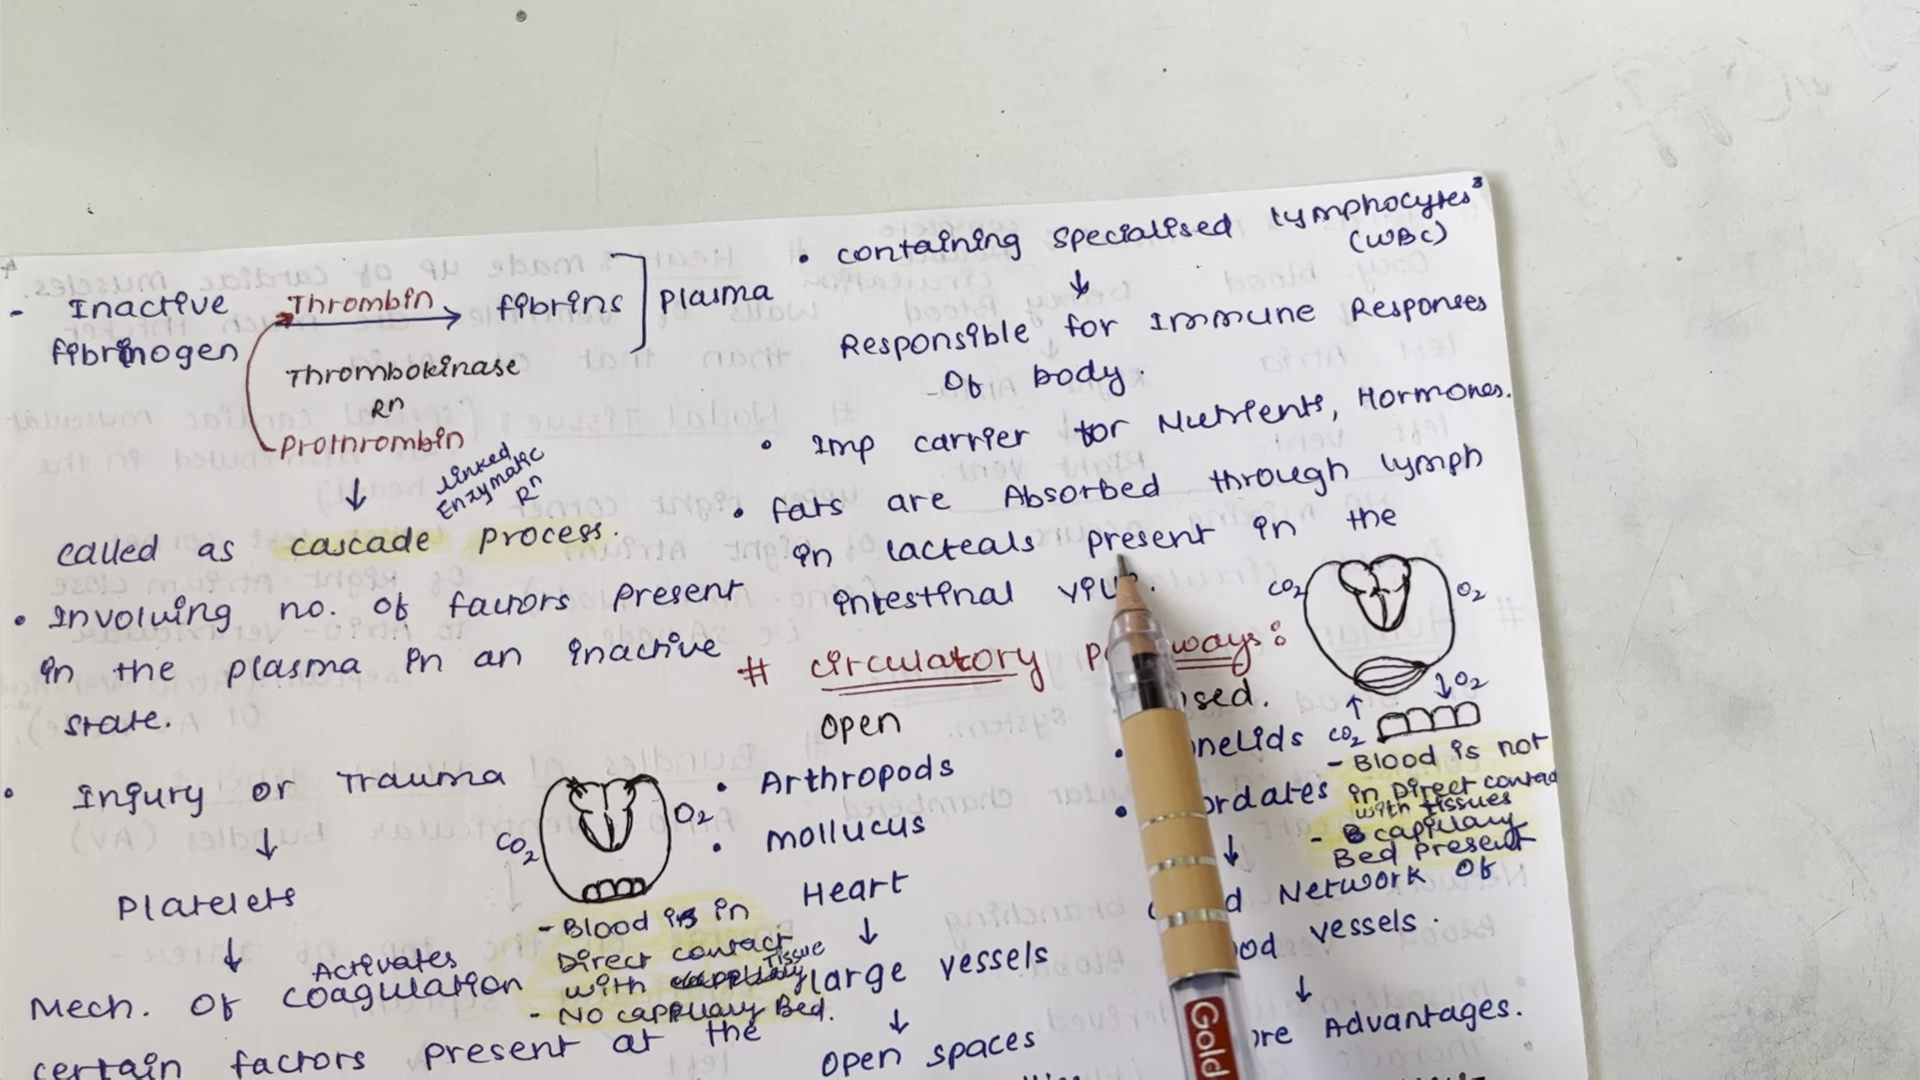 - Inactive Thrombin → fibrins ] Plasma
fibrinogen
Thrombokinase
Rn
Prothrombin
↓
linked
Enzymatic
Rn
called as cascade process.
• Involving no. of factors present
in the plasma in an inactive
state.
• Injury or Trauma
↓
Platelets
↓
Activates
Mech. of coagulation
certain factors present at the
CO2
O2
- Blood is in
Direct contact
with Tissue
- No capillary Bed.
• containing specialised lymphocytes
(WBC)
↓
Responsible for Immune Responses
of body.
• Imp carrier for Nutrients, Hormones.
• fats are Absorbed through lymph
in lacteals present in the
intestinal
# circulatory
Open
• Arthropods
• mollucus
Heart
↓
large vessels
↓
open spaces
CO2
O2
CO2
↓O2
- Blood is not
in Direct contact
with tissues
- capillary
Bed present
↓
Network of
vessels.
↓
Advantages.
Gold